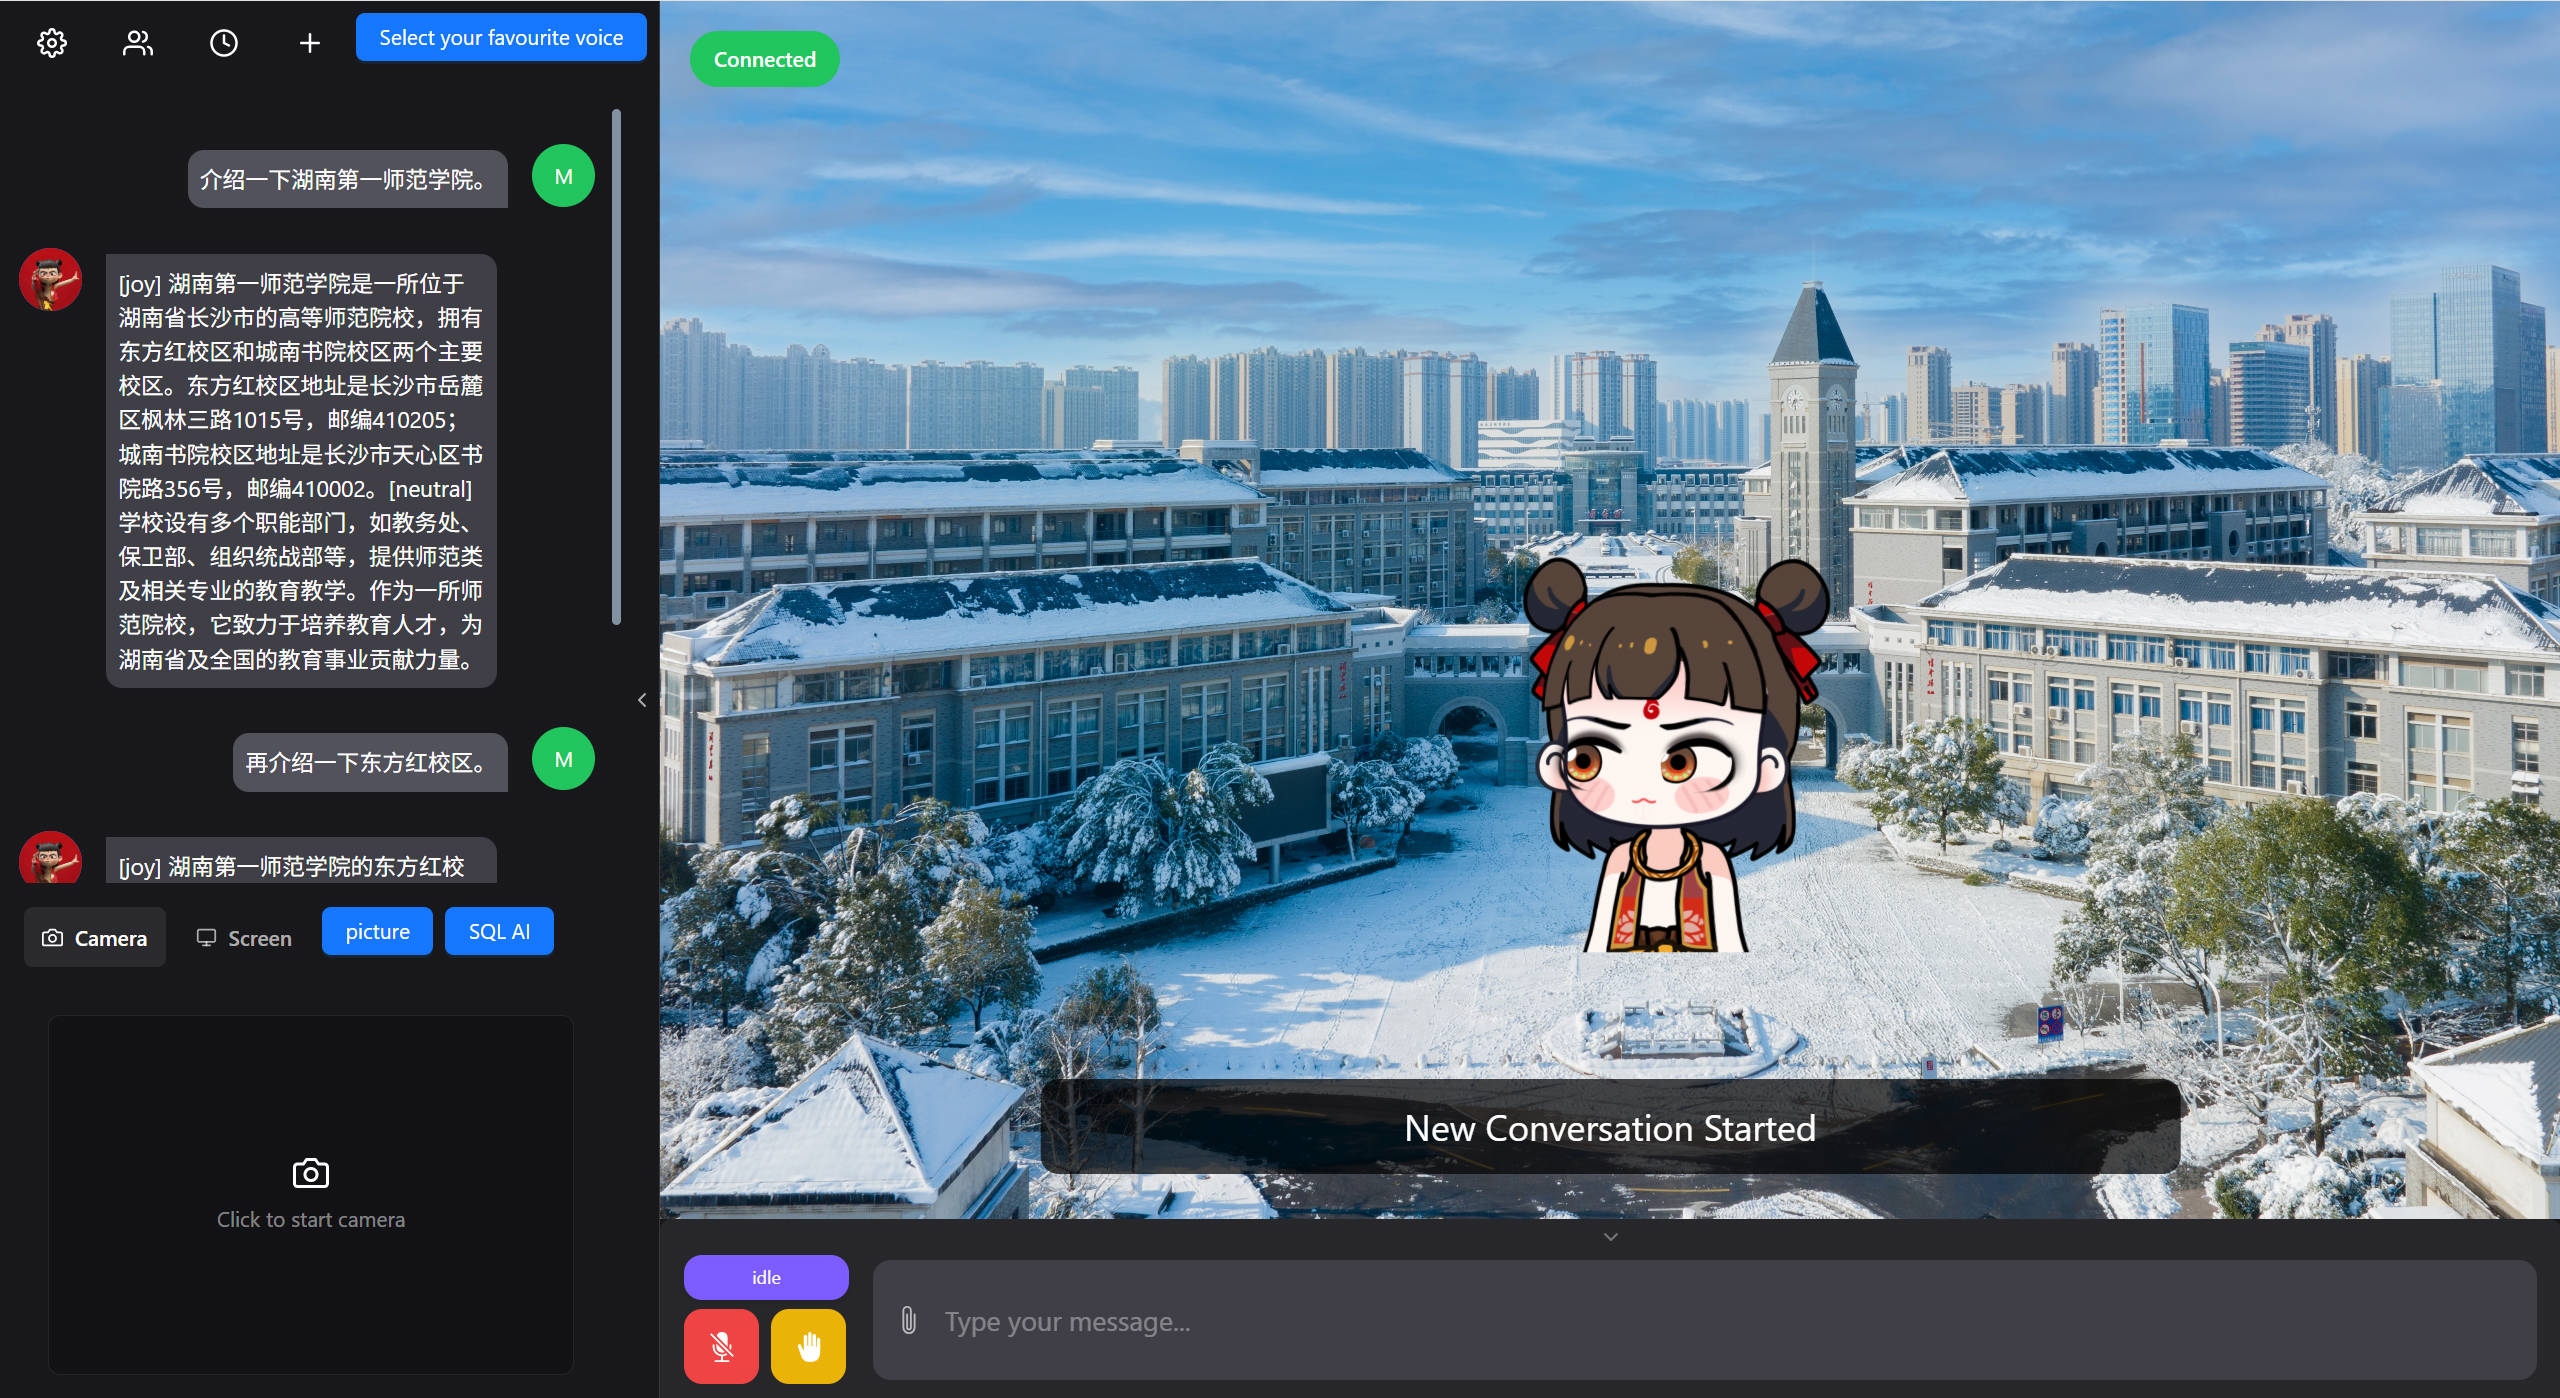 Select your favourite voice
介绍一下湖南第一师范学院。
M
[joy] 湖南第一师范学院是一所位于
湖南省长沙市的高等师范院校，拥有
东方红校区和城南书院校区两个主要
校区。东方红校区地址是长沙市岳麓
区枫林三路1015号，邮编410205；
城南书院校区地址是长沙市天心区书
院路356号，邮编410002。[neutral]
学校设有多个职能部门，如教务处、
保卫部、组织统战部等，提供师范类
及相关专业的教育教学。作为一所师
范院校，它致力于培养教育人才，为
湖南省及全国的教育事业贡献力量。
再介绍一下东方红校区。
M
[joy] 湖南第一师范学院的东方红校
Camera
Screen
picture
SQL AI
Click to start camera
Connected
New Conversation Started
idle
Type your message...